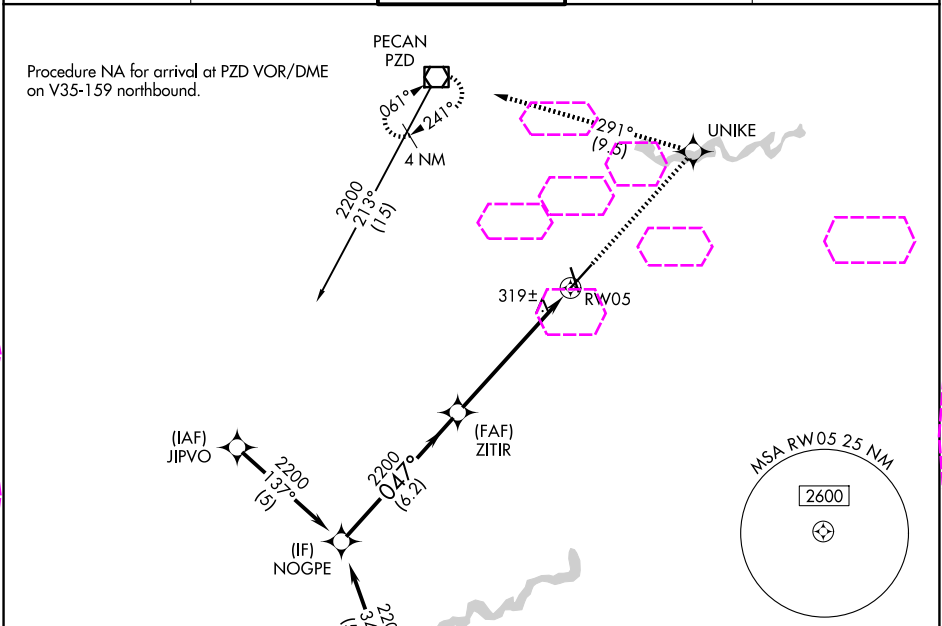 PECAN
PZD
Procedure NA for arrival at PZD VOR/DME
on V35-159 northbound.
061°
241°
4 NM
291°
(9.5)
UNIKE
2200
213°
(15)
319±
RW05
(IAF)
JIPVO
2200
137°
(5)
2200
047°
(6.2)
(FAF)
ZITIR
(IF)
NOGPE
MSA RW05 25 NM
2600